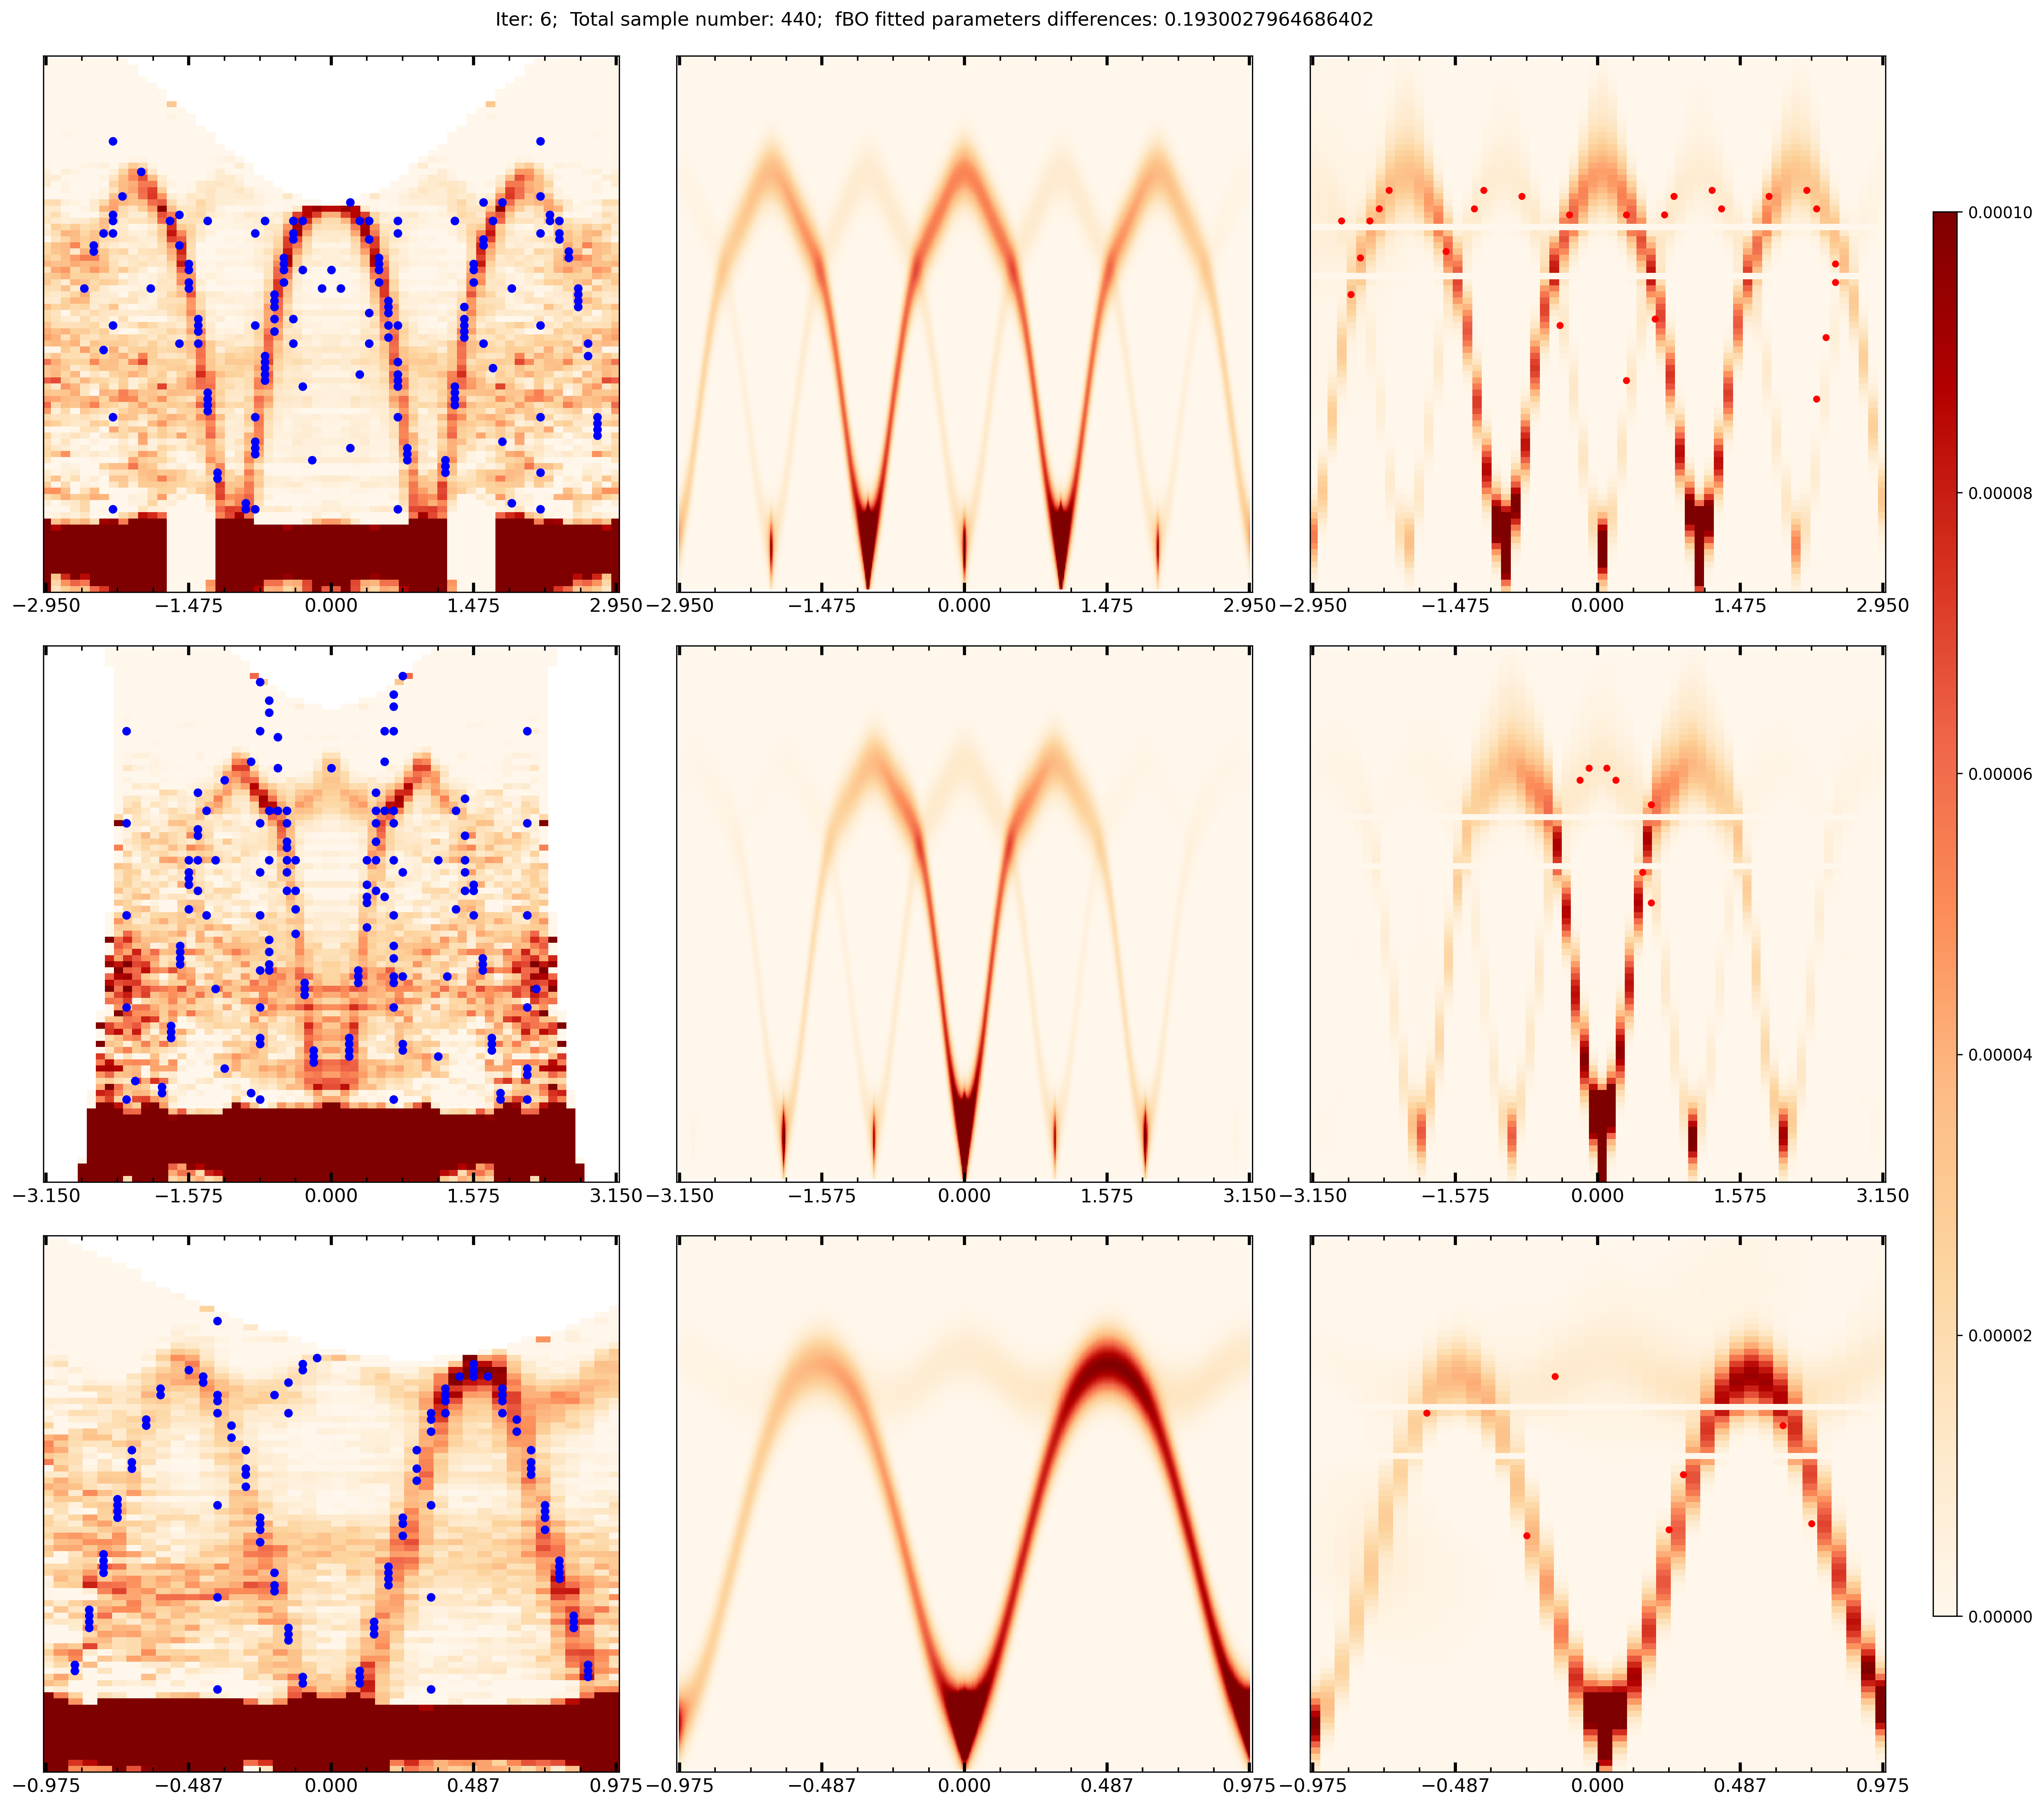 Iter: 6;  Total sample number: 440;  fBO fitted parameters differences: 0.1930027964686402
−2.950 −1.475 0.000 1.475 2.950 −2.950 −1.475 0.000 1.475 2.950 −2.950 −1.475 0.000 1.475 2.950
−3.150 −1.575 0.000 1.575 3.150 −3.150 −1.575 0.000 1.575 3.150 −3.150 −1.575 0.000 1.575 3.150
−0.975 −0.487 0.000 0.487 0.975 −0.975 −0.487 0.000 0.487 0.975 −0.975 −0.487 0.000 0.487 0.975
0.00010
0.00008
0.00006
0.00004
0.00002
0.00000